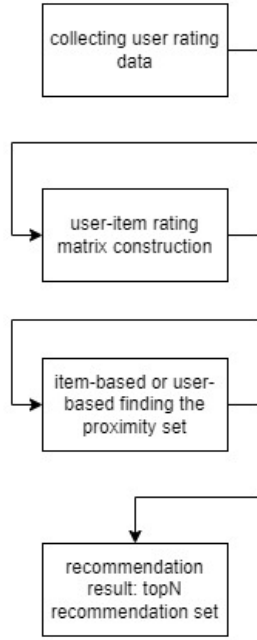 collecting user rating
data
user-item rating
matrix construction
item-based or user-
based finding the
proximity set
recommendation
result: topN
recommendation set